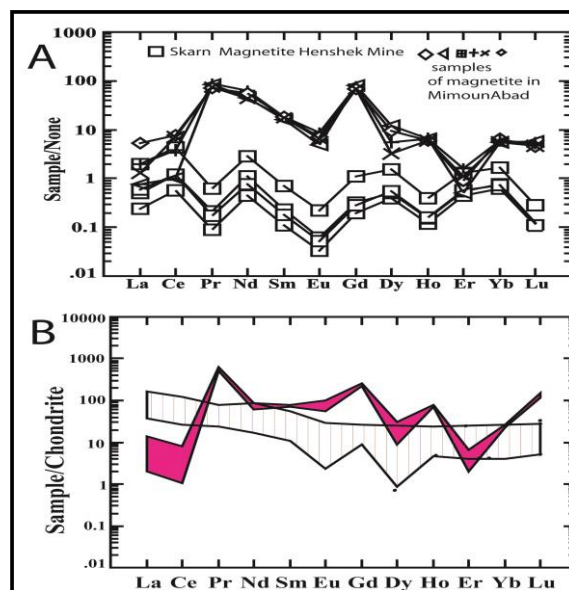 A
Skarn Magnetite Henshek Mine
samples
of magnetite in
MimounAbad
Sample/None
1000
100
10
1
0.1
.01
La Ce Pr Nd Sm Eu Gd Dy Ho Er Yb Lu
B
Sample/Chondrite
10000
1000
100
10
1
0.1
.01
La Ce Pr Nd Sm Eu Gd Dy Ho Er Yb Lu